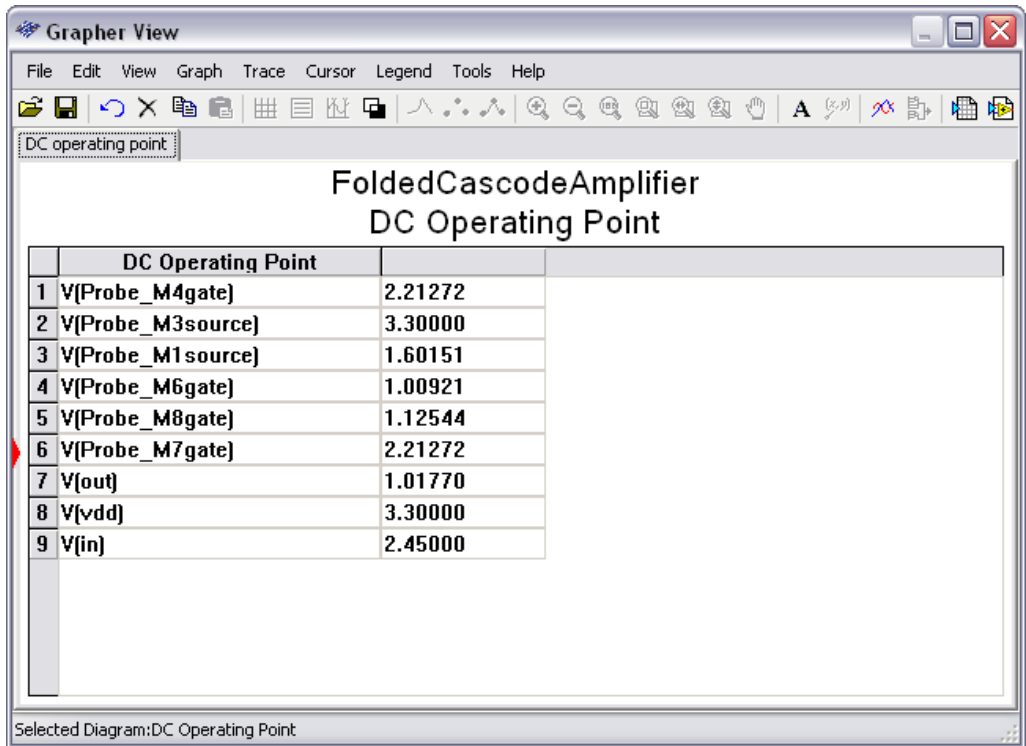 Grapher View
File Edit View Graph Trace Cursor Legend Tools Help
DC operating point
FoldedCascodeAmplifier
DC Operating Point
DC Operating Point
1 V(Probe_M4gate) 2.21272
2 V(Probe_M3source) 3.30000
3 V(Probe_M1source) 1.60151
4 V(Probe_M6gate) 1.00921
5 V(Probe_M8gate) 1.12544
6 V(Probe_M7gate) 2.21272
7 V(out) 1.01770
8 V(vdd) 3.30000
9 V(in) 2.45000
Selected Diagram:DC Operating Point